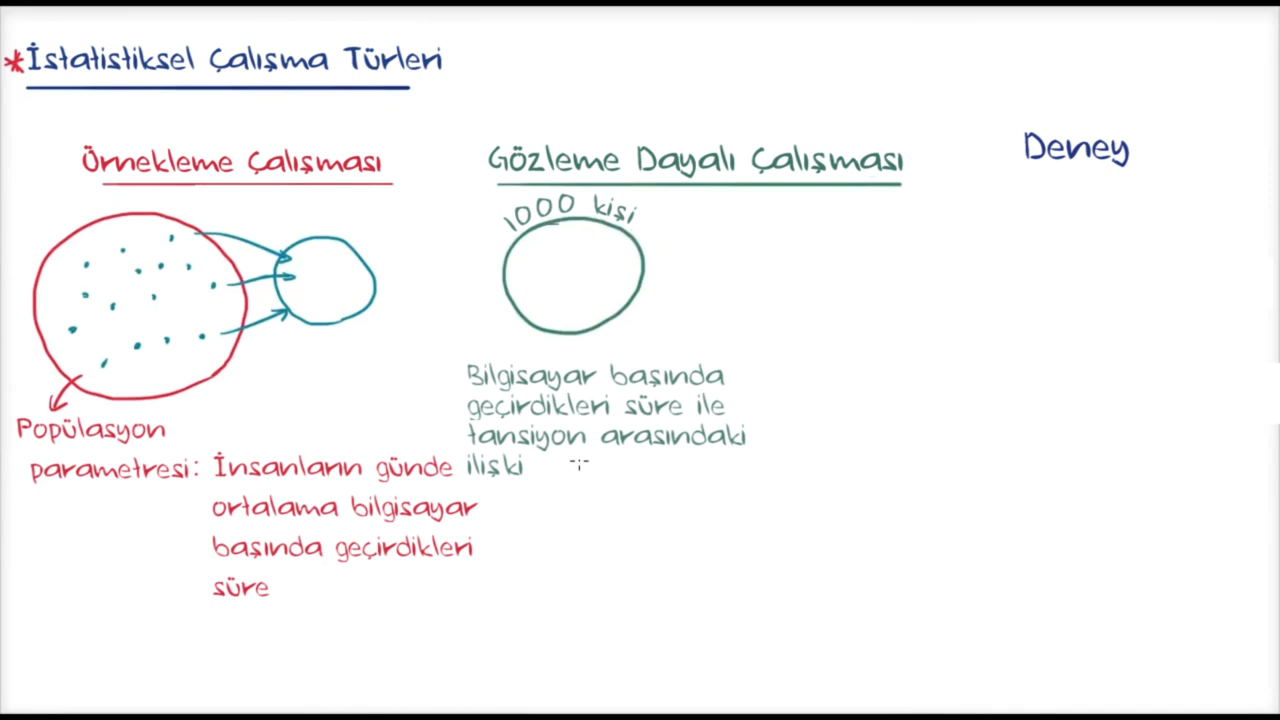 *İstatistiksel Çalışma Türleri
Örnekleme Çalışması
Gözleme Dayalı Çalışması
Deney
1000 kişi
Popülasyon
parametresi: İnsanların günde
ortalama bilgisayar
başında geçirdikleri
süre
Bilgisayar başında
geçirdikleri süre ile
tansiyon arasındaki
ilişki